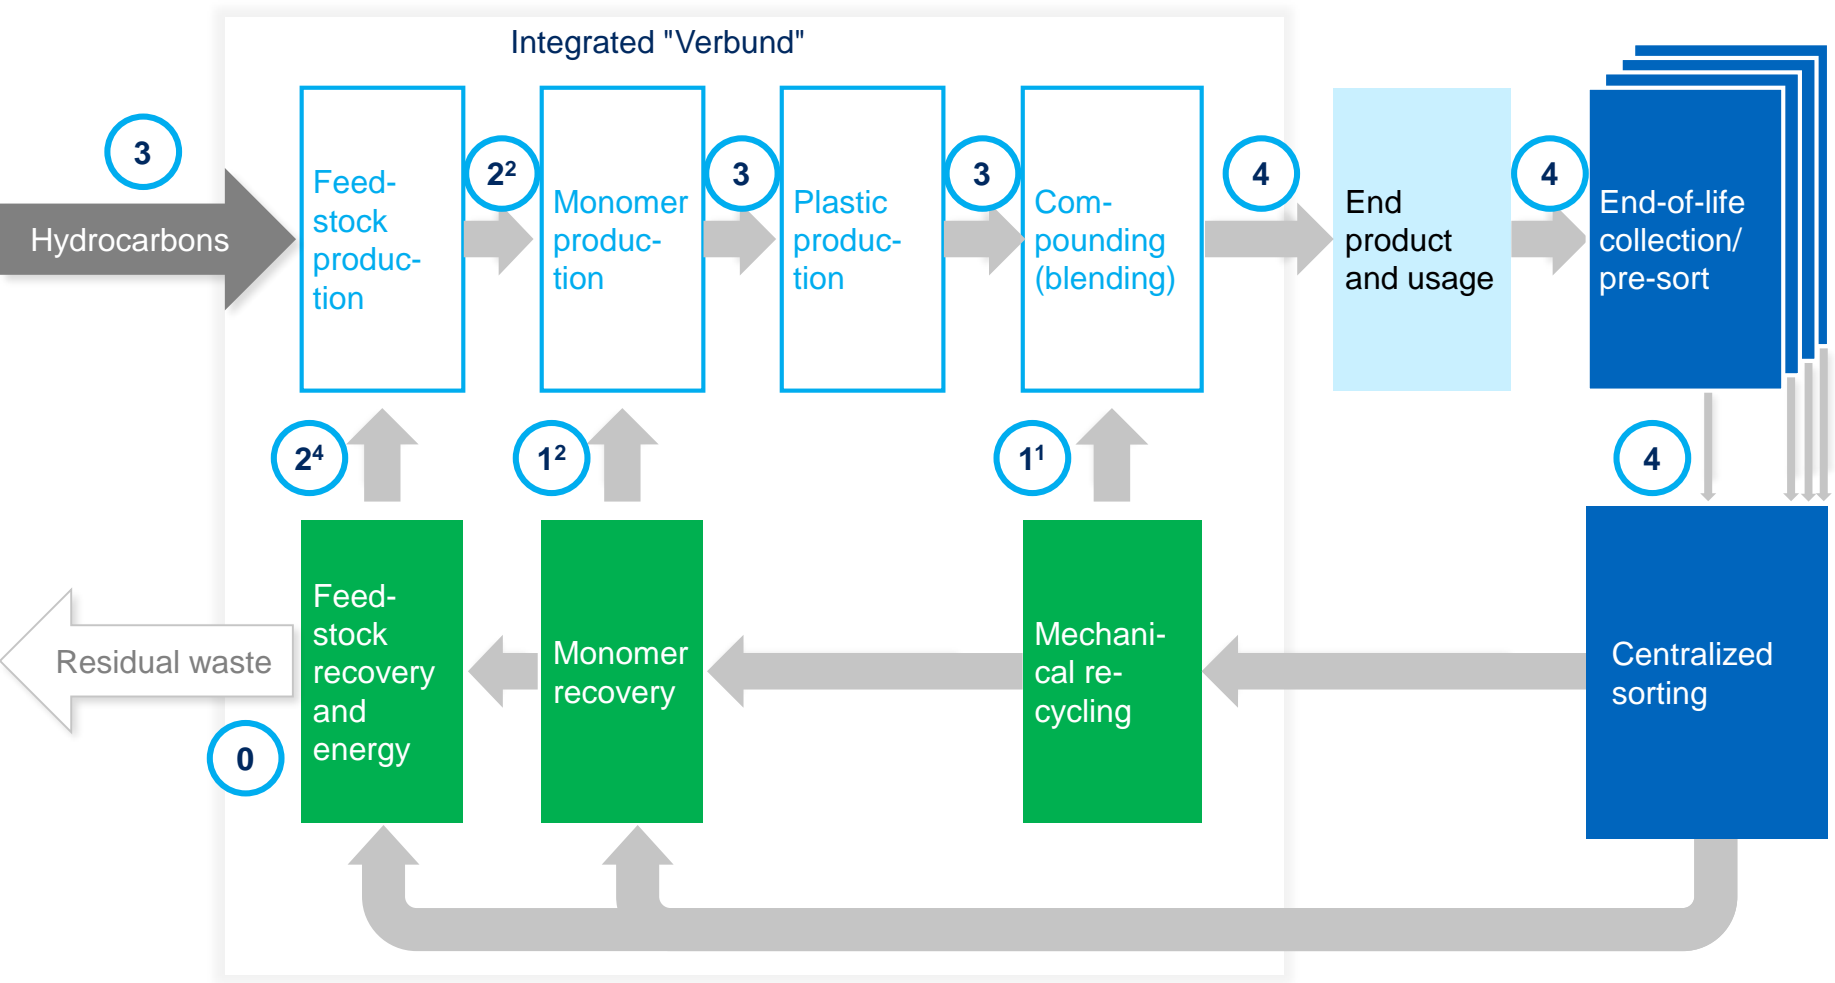 Integrated "Verbund"
3
Hydrocarbons
Feed-
stock
produc-
tion
2²
Monomer
produc-
tion
3
Plastic
produc-
tion
3
Com-
pounding
(blending)
4
End
product
and usage
4
End-of-life
collection/
pre-sort
2⁴
1²
1¹
4
Residual waste
0
Feed-
stock
recovery
and
energy
Monomer
recovery
Mechani-
cal re-
cycling
Centralized
sorting